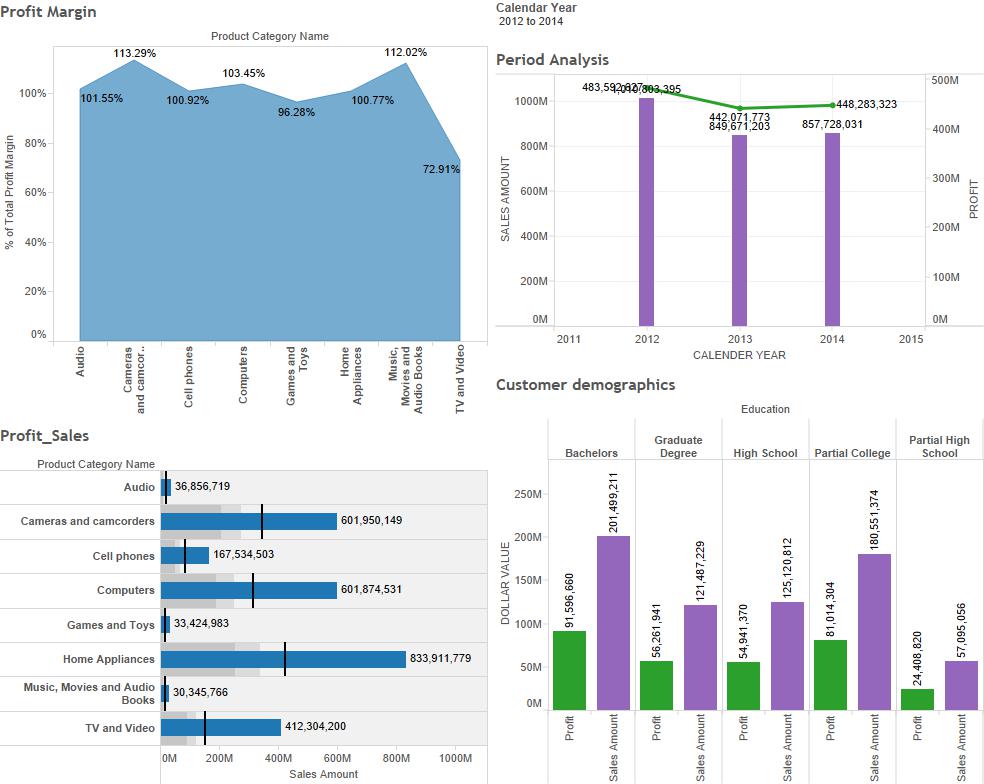 Profit Margin
Product Category Name
113.29%
112.02%
103.45%
101.55%
100.92%
96.28%
100.77%
72.91%
% of Total Profit Margin
100%
80%
60%
40%
20%
0%
Audio
Cameras
and camcor..
Cell phones
Computers
Games and
Toys
Home
Appliances
Music,
Movies and
Audio Books
TV and Video
Calendar Year
2012 to 2014
Period Analysis
SALES AMOUNT
1000M
800M
600M
400M
200M
0M
483,592,627
1,010,803,395
442,071,773
849,671,203
448,283,323
857,728,031
500M
400M
300M
200M
100M
0M
PROFIT
2011
2012
2013
2014
2015
CALENDER YEAR
Profit_Sales
Product Category Name
Audio
36,856,719
Cameras and camcorders
601,950,149
Cell phones
167,534,503
Computers
601,874,531
Games and Toys
33,424,983
Home Appliances
833,911,779
Music, Movies and Audio
Books
30,345,766
TV and Video
412,304,200
0M
200M
400M
600M
800M
1000M
Sales Amount
Customer demographics
Education
Bachelors
Graduate
Degree
High School
Partial College
Partial High
School
DOLLAR VALUE
250M
200M
150M
100M
50M
0M
91,596,660
201,499,211
56,261,941
121,487,229
54,941,370
125,120,812
81,014,304
180,551,374
24,408,820
57,095,056
Profit
Sales Amount
Profit
Sales Amount
Profit
Sales Amount
Profit
Sales Amount
Profit
Sales Amount